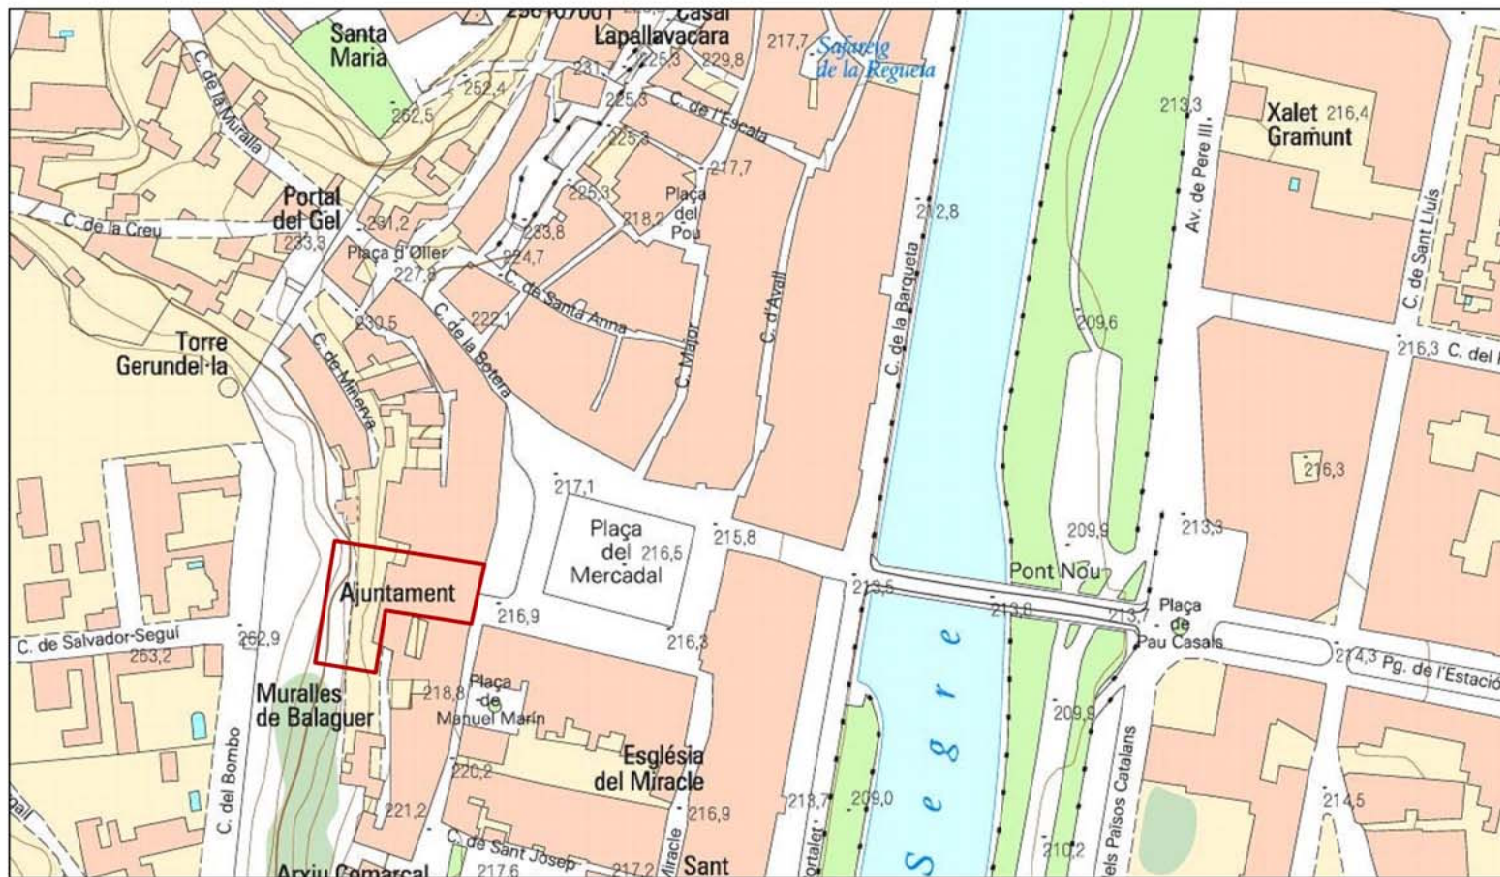 Casal
Lapallavacara
Santa
Maria
225,3
229,8
217,7
Safareig
de la Reguela
231,
252,4
262,5
225,3
C. de l'Escala
213,3
Xalet
Gramunt
216,4
C. de la Muralla
225,3
217,7
Av. de Pere III
C. de Sant Lluís
Portal
del Gel
225,3
218,2
Plaça
del
Pou
212,8
C. de la Creu
231,2
233,3
233,8
Plaça d'Oller
227,8
224,7
C. de Santa Anna
C. Major
C. d'Avall
C. de la Barqueta
230,5
222,1
C. de la Botera
209,6
216,3
Torre
Gerundel·la
C. de Minerva
216,3
217,1
Plaça
del
Mercadal
216,5
215,8
209,9
213,3
Ajuntament
216,9
213,5
Pont Nou
213,8
213,7
Plaça
de
Pau Casals
C. de Salvador-Seguí
253,2
262,9
216,3
214,3
Pg. de l'Estació
Muralles
de Balaguer
218,8
Plaça
de
Manuel Marín
209,9
Segre
C. del Bombo
Església
del Miracle
220,2
221,2
216,9
213,7
209,0
214,5
els Països Catalans
C. de Sant Josep
217,6
217,2
Miracle
Sant
210,2
Arxiu Comarcal